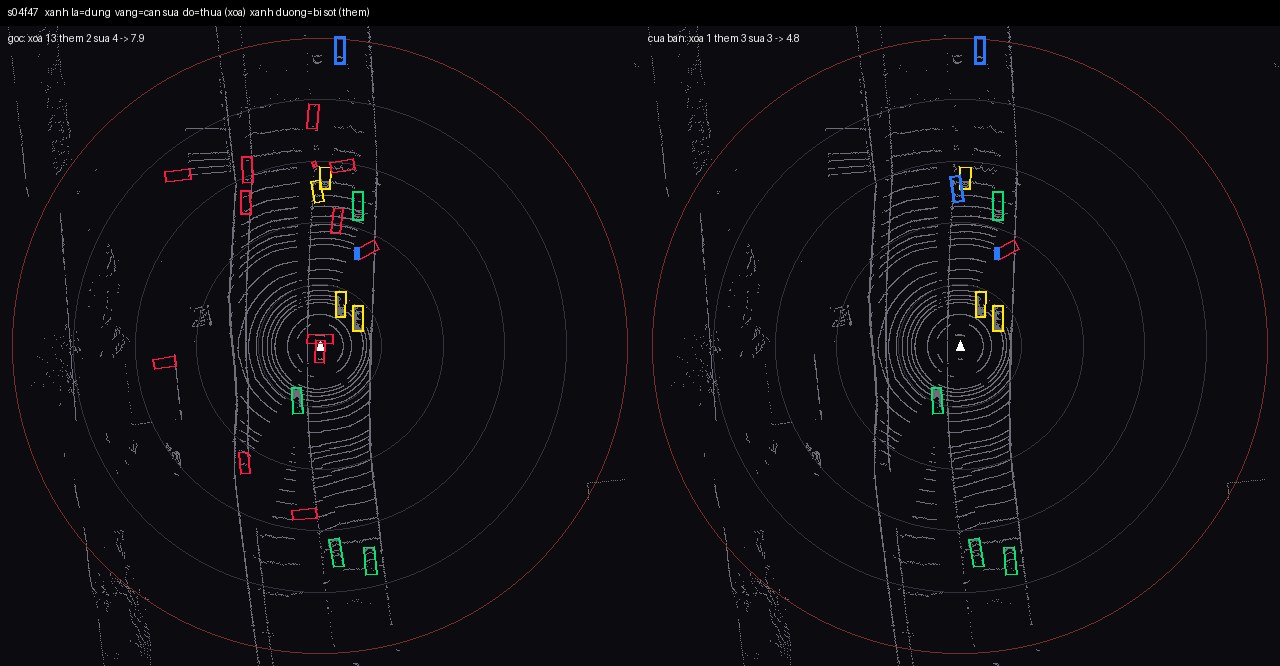 s04f47 xanh la=dung vang=can sua do=thua (xoa) xanh duong=bi sot (them)
goc: xoa 13 them 2 sua 4 -> 7.9
cua ban: xoa 1 them 3 sua 3 -> 4.8